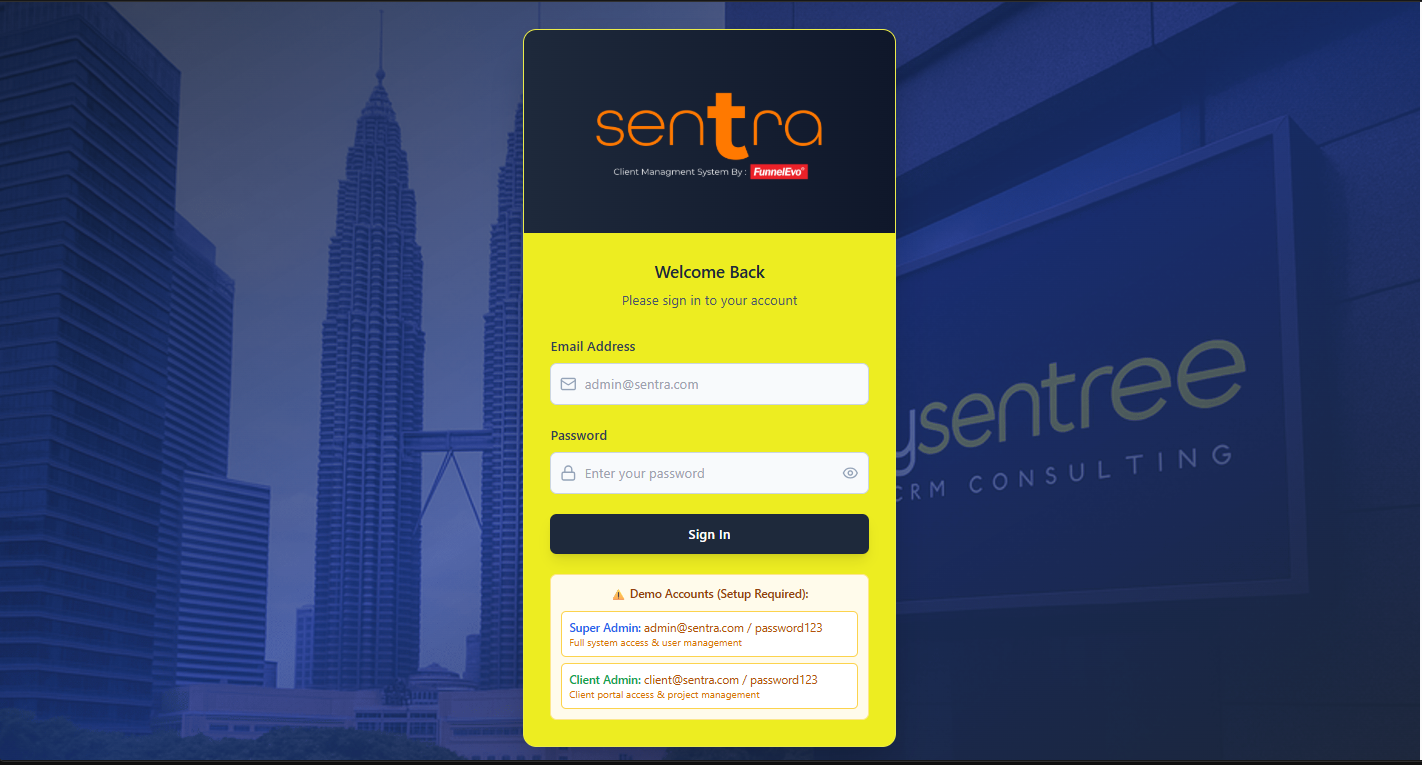 sentra
Client Managment System By : FunnelEvo®
Welcome Back
Please sign in to your account
Email Address
admin@sentra.com
Password
Enter your password
Sign In
⚠️ Demo Accounts (Setup Required):
Super Admin: admin@sentra.com / password123
Full system access & user management
Client Admin: client@sentra.com / password123
Client portal access & project management
ysentree
CRM CONSULTING